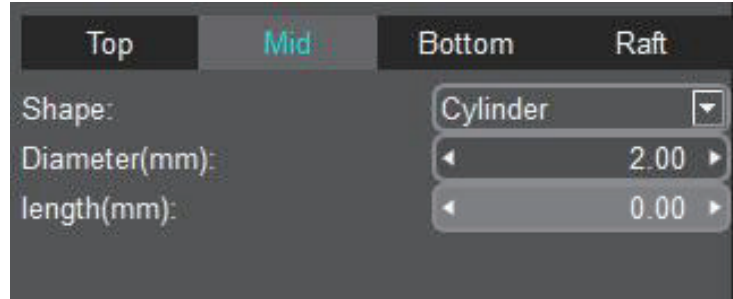 Top Mid Bottom Raft
Shape: Cylinder
Diameter(mm): 2.00
length(mm): 0.00